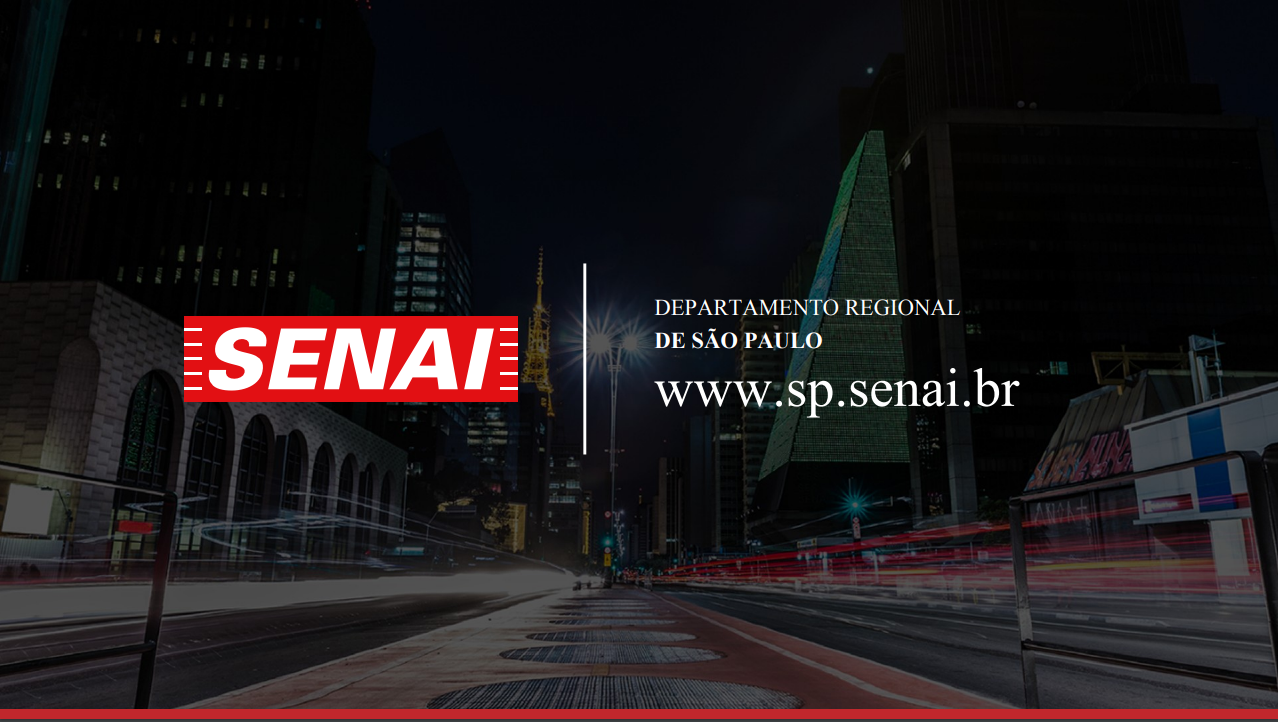 SENAI
DEPARTAMENTO REGIONAL
DE SÃO PAULO
www.sp.senai.br